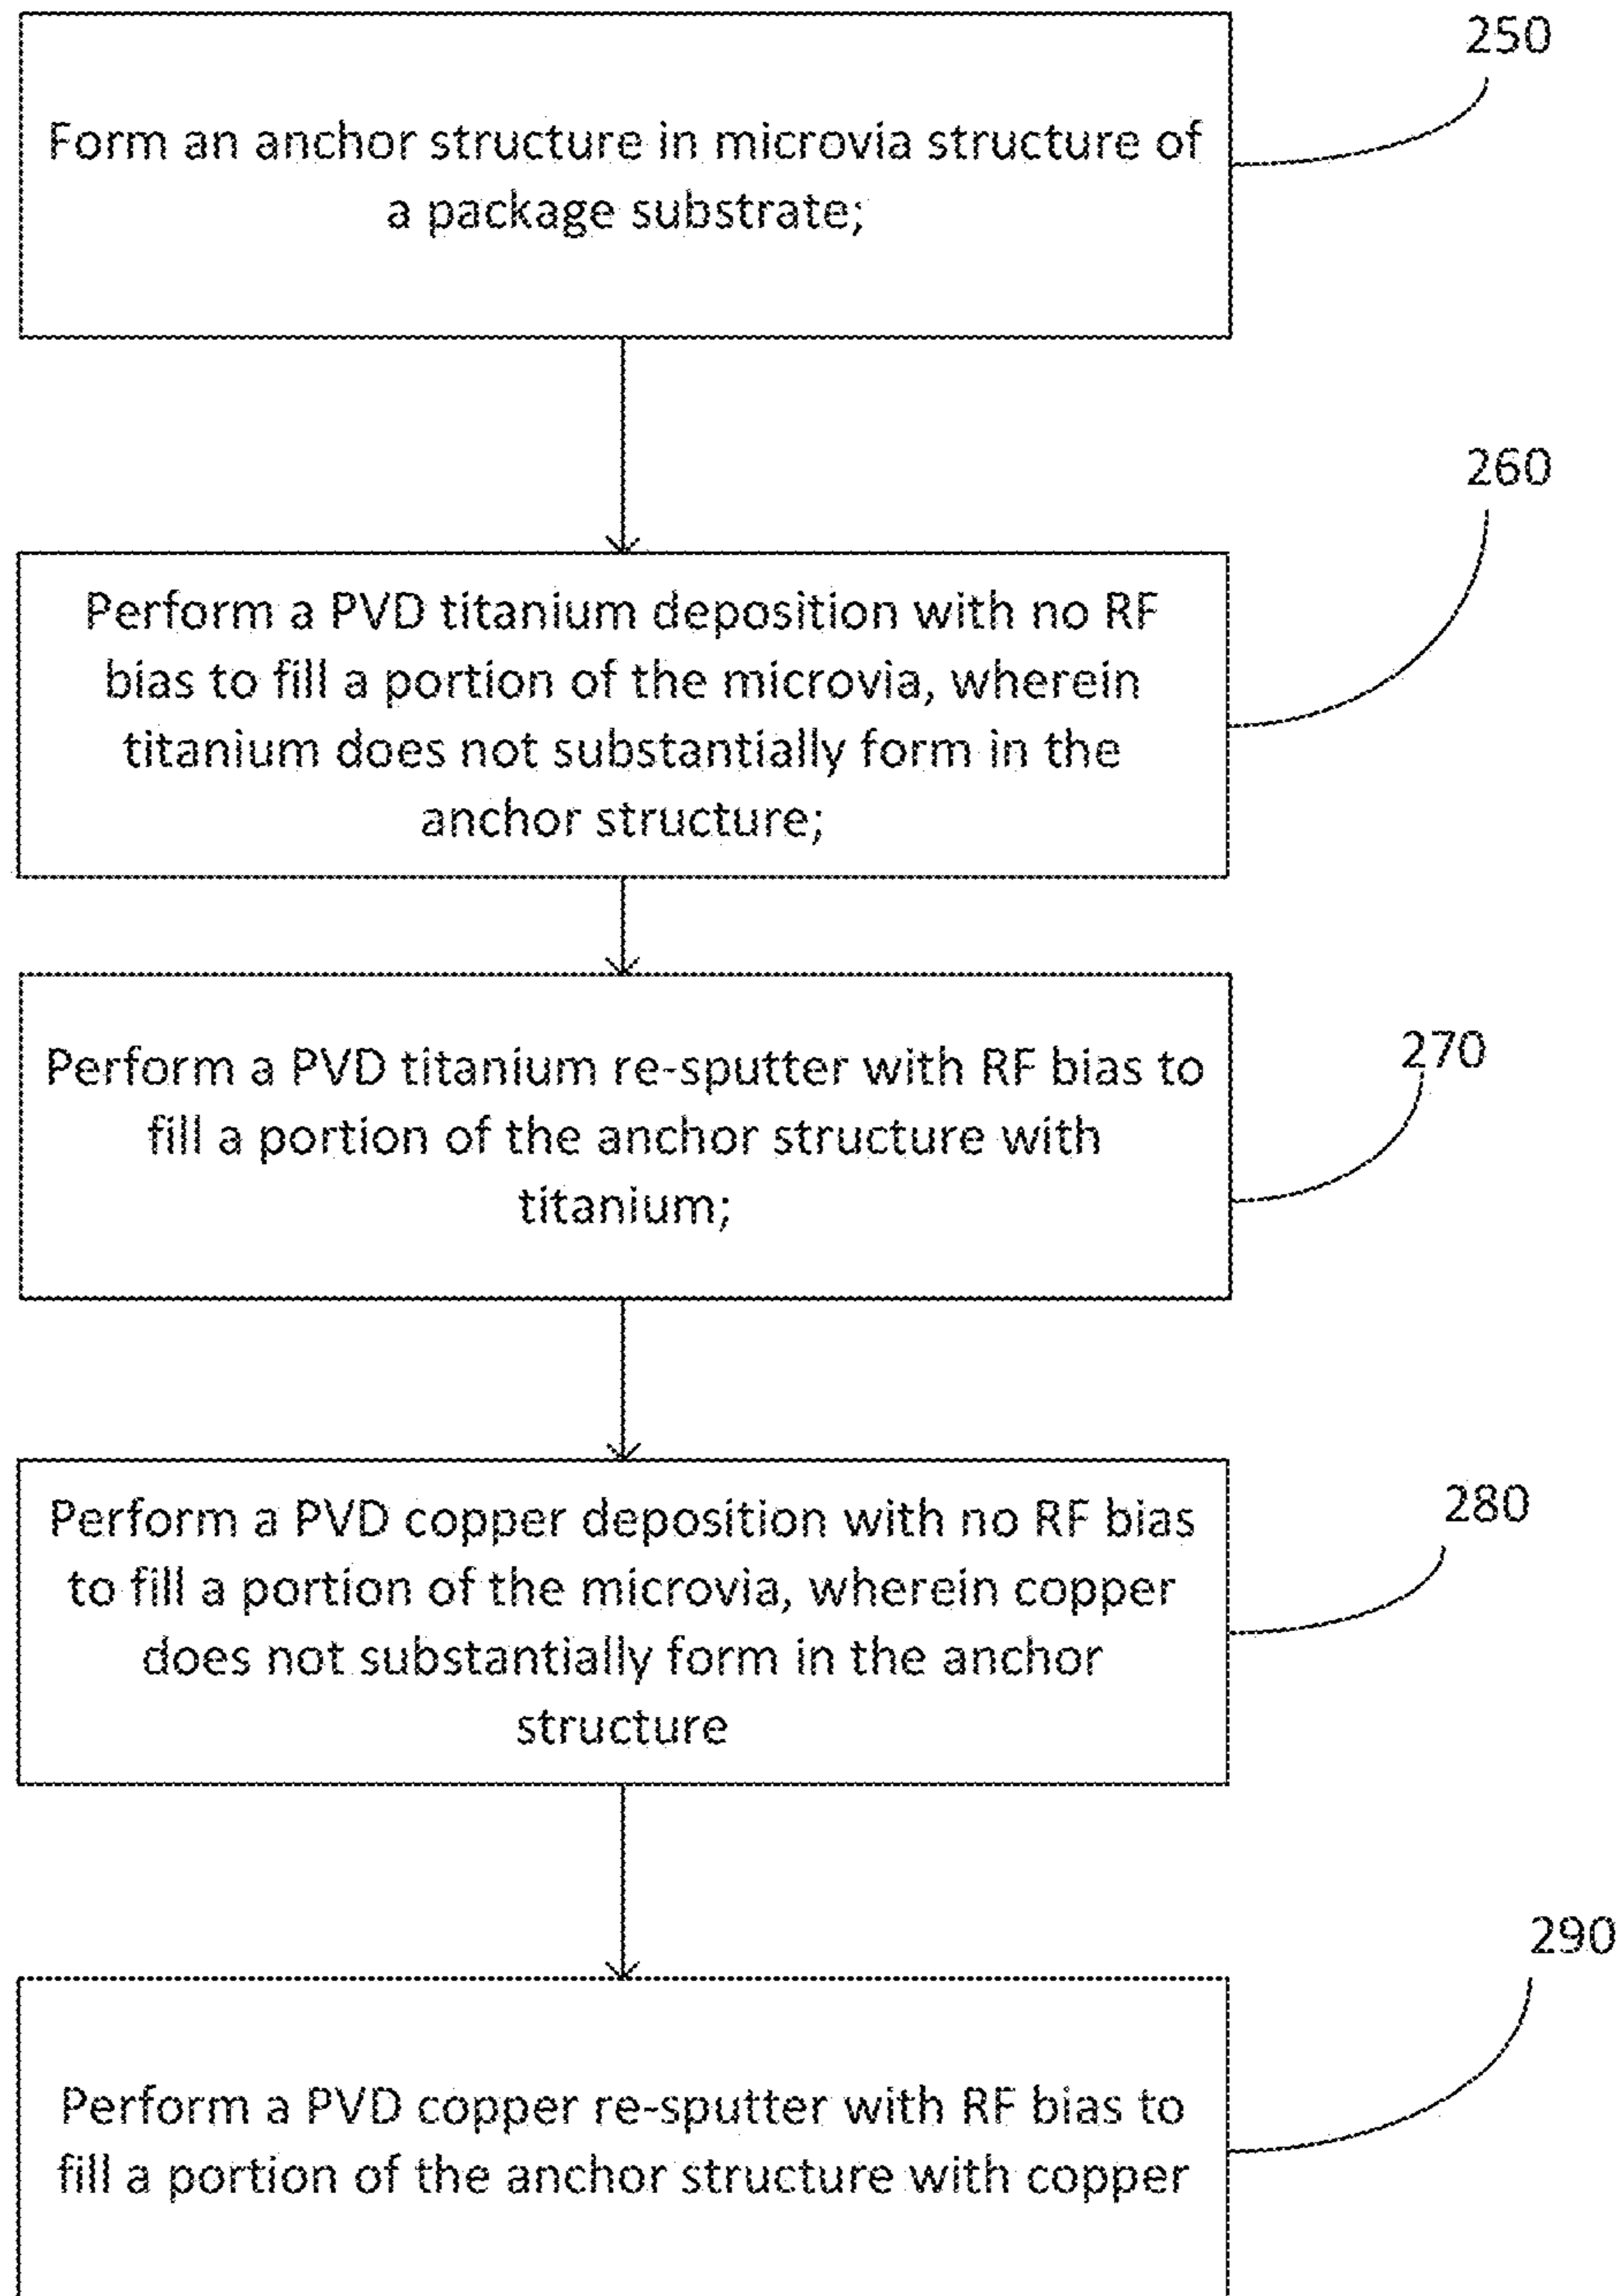 250
Form an anchor structure in microvia structure of
a package substrate;
260
Perform a PVD titanium deposition with no RF
bias to fill a portion of the microvia, wherein
titanium does not substantially form in the
anchor structure;
270
Perform a PVD titanium re-sputter with RF bias to
fill a portion of the anchor structure with
titanium;
280
Perform a PVD copper deposition with no RF bias
to fill a portion of the microvia, wherein copper
does not substantially form in the anchor
structure
290
Perform a PVD copper re-sputter with RF bias to
fill a portion of the anchor structure with copper